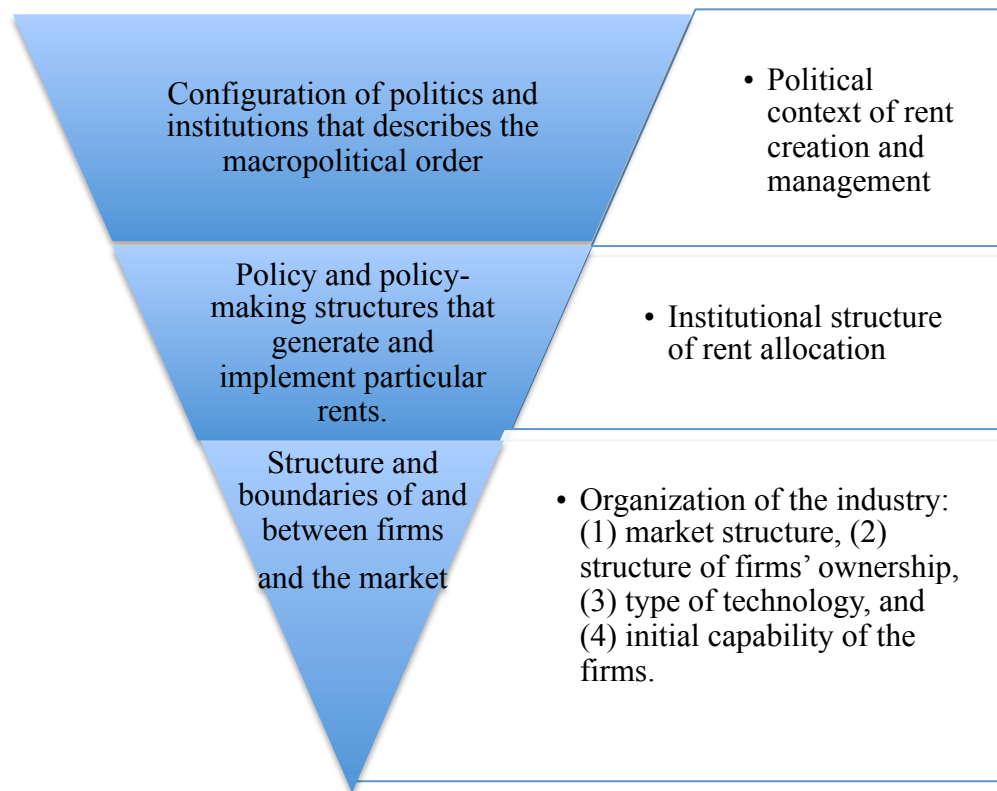 Configuration of politics and
institutions that describes the
macropolitical order
• Political
context of rent
creation and
management
Policy and policy-
making structures that
generate and
implement particular
rents.
• Institutional structure
of rent allocation
Structure and
boundaries of and
between firms
and the market
• Organization of the industry:
(1) market structure, (2)
structure of firms’ ownership,
(3) type of technology, and
(4) initial capability of the
firms.